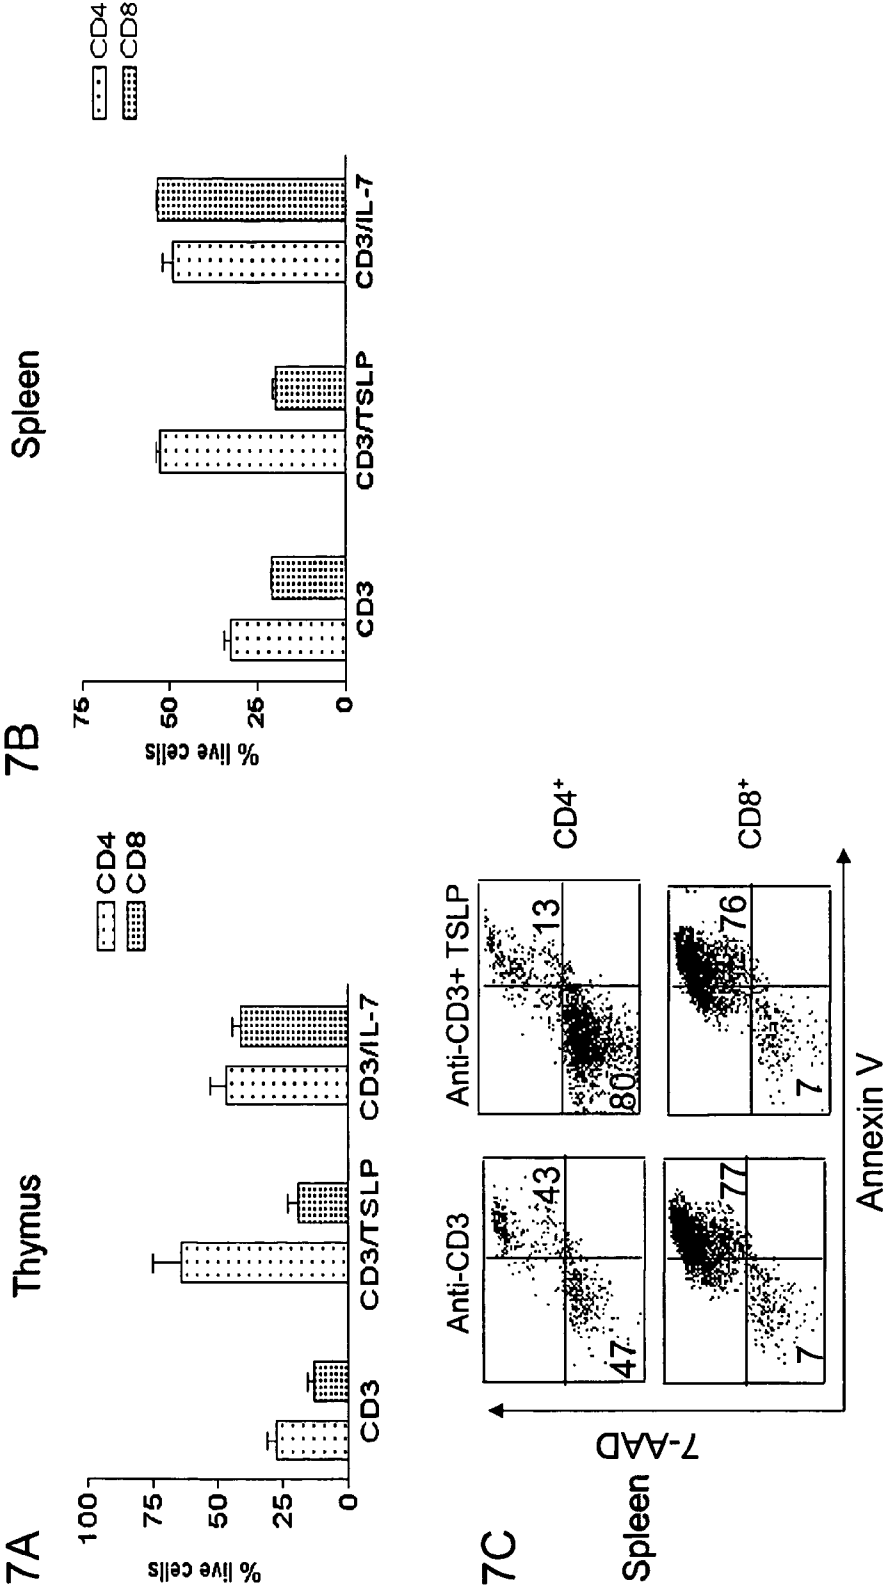 7A
Thymus
CD4
CD8
% live cells
100
75
50
25
0
CD3
CD3/TSLP
CD3/IL-7
7B
Spleen
CD4
CD8
% live cells
75
50
25
0
CD3
CD3/TSLP
CD3/IL-7
7C
Spleen
Anti-CD3
Anti-CD3+ TSLP
43
47
13
80
CD4+
77
7
76
7
CD8+
7-AAD
Annexin V